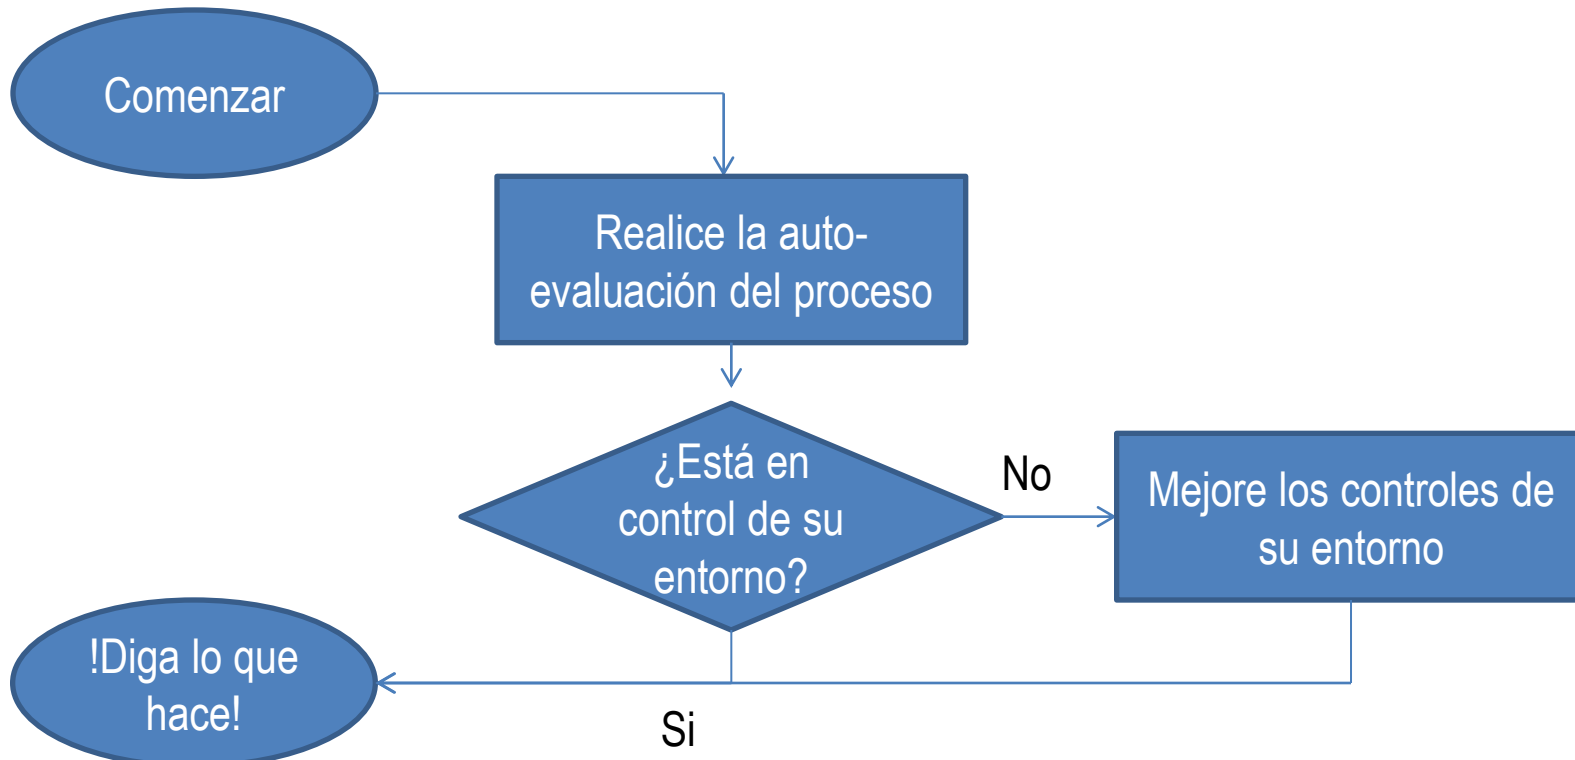 Comenzar
Realice la auto-
evaluación del proceso
¿Está en
control de su
entorno?
No
Mejore los controles de
su entorno
!Diga lo que
hace!
Si